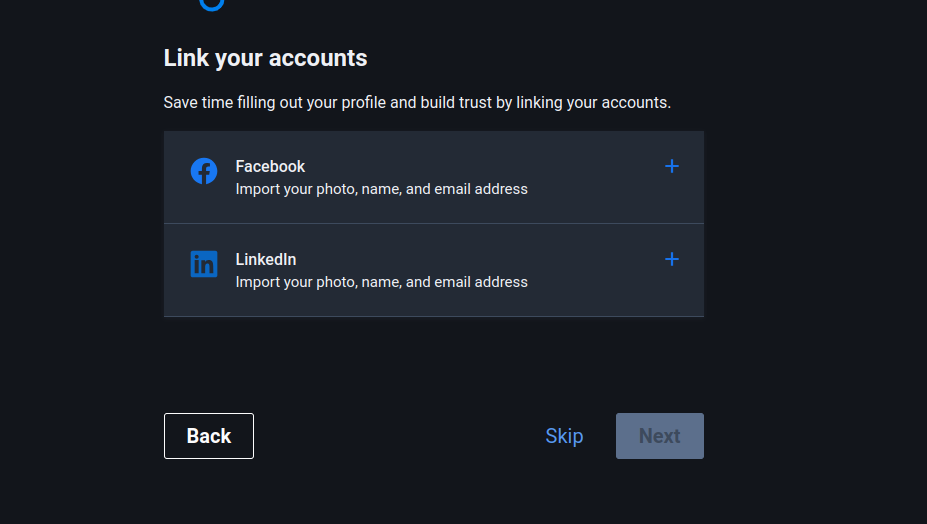 Link your accounts
Save time filling out your profile and build trust by linking your accounts.
Facebook
Import your photo, name, and email address
LinkedIn
Import your photo, name, and email address
Back
Skip
Next